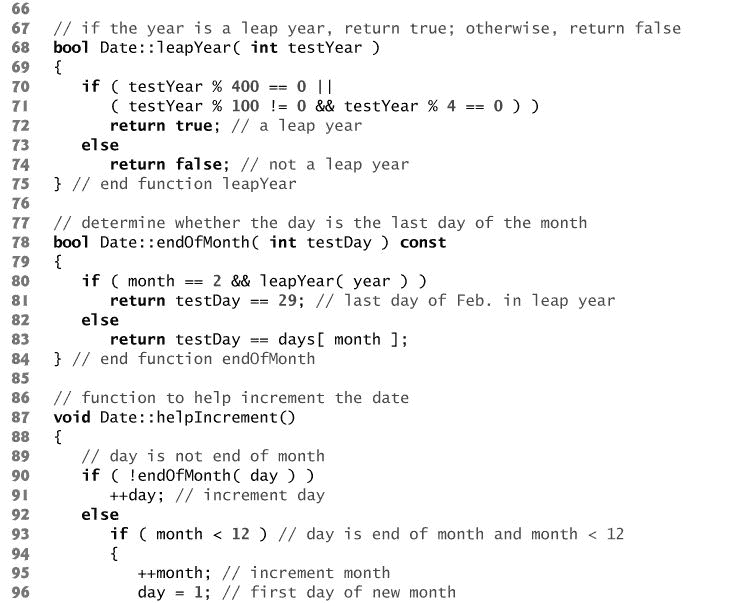 66
67 // if the year is a leap year, return true; otherwise, return false
68 bool Date::leapYear( int testYear )
69 {
70    if ( testYear % 400 == 0 ||
71       ( testYear % 100 != 0 && testYear % 4 == 0 ) )
72       return true; // a leap year
73    else
74       return false; // not a leap year
75 } // end function leapYear
76
77 // determine whether the day is the last day of the month
78 bool Date::endOfMonth( int testDay ) const
79 {
80    if ( month == 2 && leapYear( year ) )
81       return testDay == 29; // last day of Feb. in leap year
82    else
83       return testDay == days[ month ];
84 } // end function endOfMonth
85
86 // function to help increment the date
87 void Date::helpIncrement()
88 {
89    // day is not end of month
90    if ( !endOfMonth( day ) )
91       ++day; // increment day
92    else
93       if ( month < 12 ) // day is end of month and month < 12
94       {
95          ++month; // increment month
96          day = 1; // first day of new month